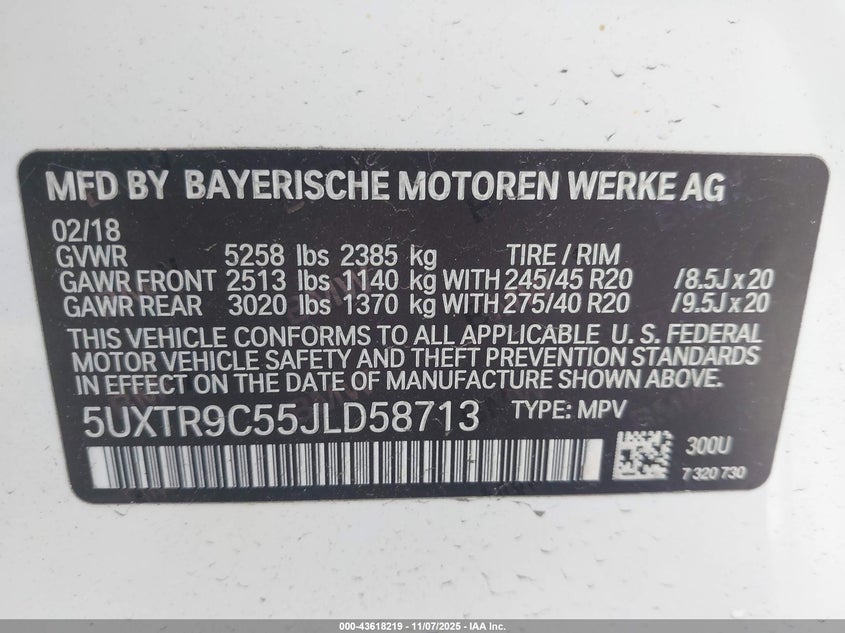 MFD BY BAYERISCHE MOTOREN WERKE AG
02/18
GVWR 5258 lbs 2385 kg TIRE / RIM
GAWR FRONT 2513 lbs 1140 kg WITH 245/45 R20 /8.5J x 20
GAWR REAR 3020 lbs 1370 kg WITH 275/40 R20 /9.5J x 20
THIS VEHICLE CONFORMS TO ALL APPLICABLE U. S. FEDERAL
MOTOR VEHICLE SAFETY AND THEFT PREVENTION STANDARDS
IN EFFECT ON THE DATE OF MANUFACTURE SHOWN ABOVE.
5UXTR9C55JLD58713 TYPE: MPV
300U
7 320 730
000-43618219 - 11/07/2025 - IAA Inc.